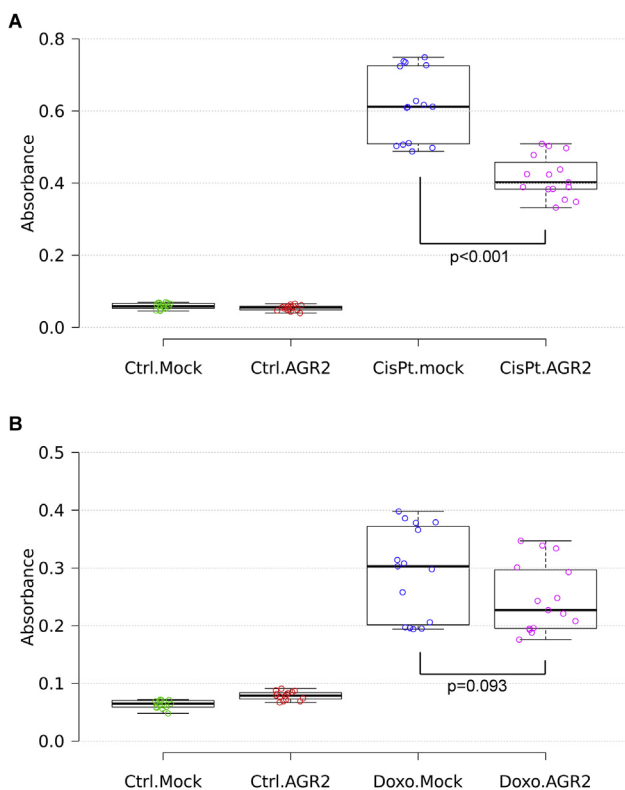 A
0.8
0.6
0.4
0.2
0.0
Absorbance
p<0.001
Ctrl.Mock Ctrl.AGR2 CisPt.mock CisPt.AGR2
B
0.5
0.4
0.3
0.2
0.1
0.0
Absorbance
p=0.093
Ctrl.Mock Ctrl.AGR2 Doxo.Mock Doxo.AGR2